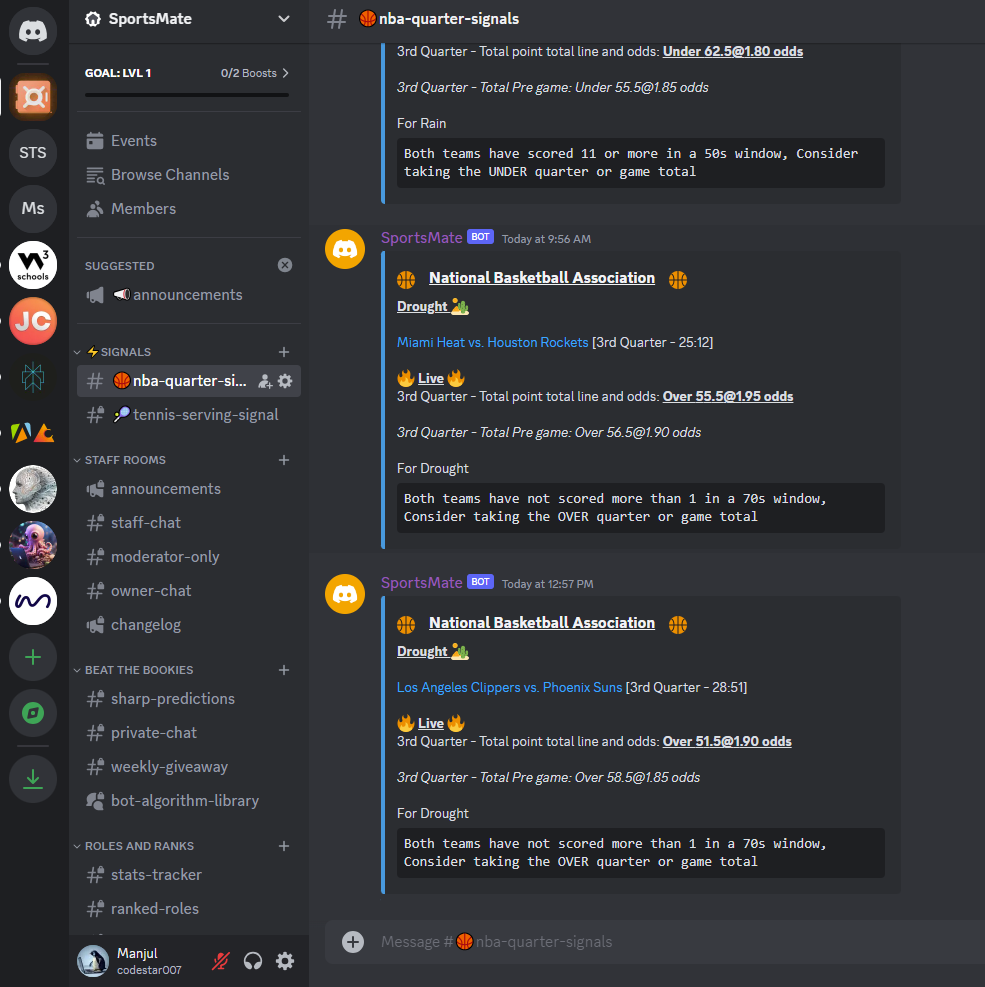 SportsMate
GOAL: LVL 1
0/2 Boosts
Events
Browse Channels
Members
SUGGESTED
announcements
SIGNALS
nba-quarter-si...
tennis-serving-signal
STAFF ROOMS
announcements
staff-chat
moderator-only
owner-chat
changelog
BEAT THE BOOKIES
sharp-predictions
private-chat
weekly-giveaway
bot-algorithm-library
ROLES AND RANKS
stats-tracker
ranked-roles
Manjul
codestar007
STS
Ms
W3
schools
JC
# nba-quarter-signals
3rd Quarter - Total point total line and odds: Under 62.5@1.80 odds
3rd Quarter - Total Pre game: Under 55.5@1.85 odds
For Rain
Both teams have scored 11 or more in a 50s window, Consider
taking the UNDER quarter or game total
SportsMate BOT Today at 9:56 AM
National Basketball Association
Drought
Miami Heat vs. Houston Rockets [3rd Quarter - 25:12]
Live
3rd Quarter - Total point total line and odds: Over 55.5@1.95 odds
3rd Quarter - Total Pre game: Over 56.5@1.90 odds
For Drought
Both teams have not scored more than 1 in a 70s window,
Consider taking the OVER quarter or game total
SportsMate BOT Today at 12:57 PM
National Basketball Association
Drought
Los Angeles Clippers vs. Phoenix Suns [3rd Quarter - 28:51]
Live
3rd Quarter - Total point total line and odds: Over 51.5@1.90 odds
3rd Quarter - Total Pre game: Over 58.5@1.85 odds
For Drought
Both teams have not scored more than 1 in a 70s window,
Consider taking the OVER quarter or game total
Message # nba-quarter-signals